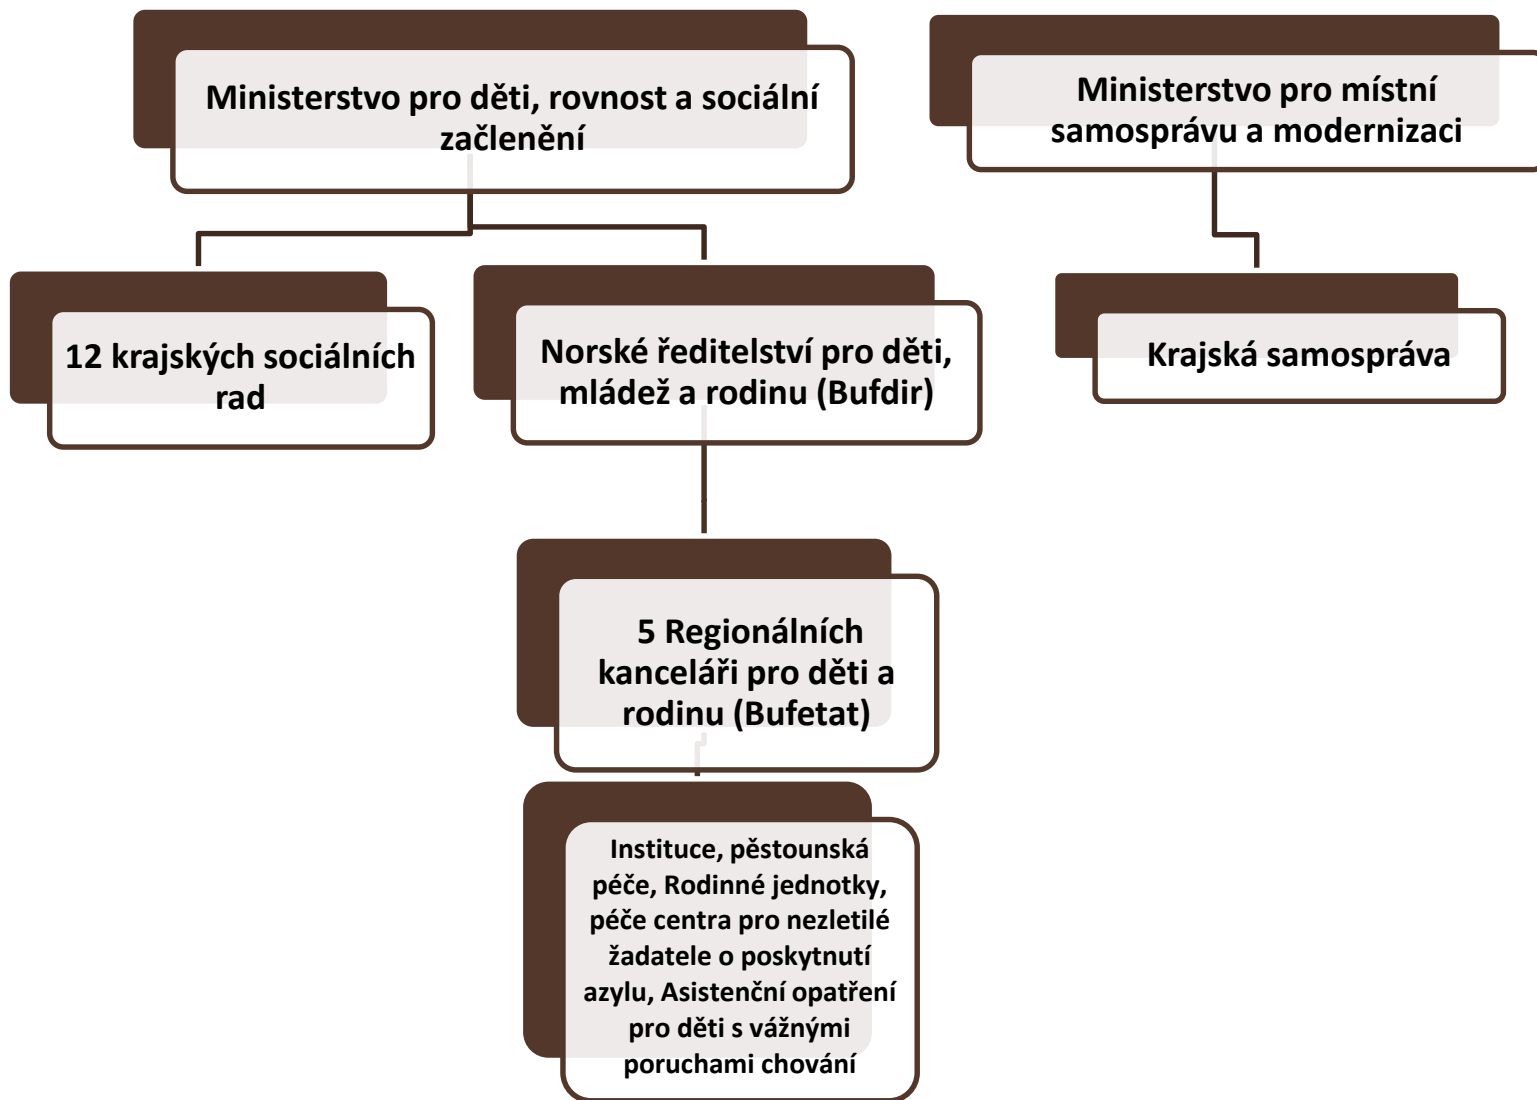 Ministerstvo pro děti, rovnost a sociální
začlenění
Ministerstvo pro místní
samosprávu a modernizaci
12 krajských sociálních
rad
Norské ředitelství pro děti,
mládež a rodinu (Bufdir)
Krajská samospráva
5 Regionálních
kanceláři pro děti a
rodinu (Bufetat)
Instituce, pěstounská
péče, Rodinné jednotky,
péče centra pro nezletilé
žadatele o poskytnutí
azylu, Asistenční opatření
pro děti s vážnými
poruchami chování